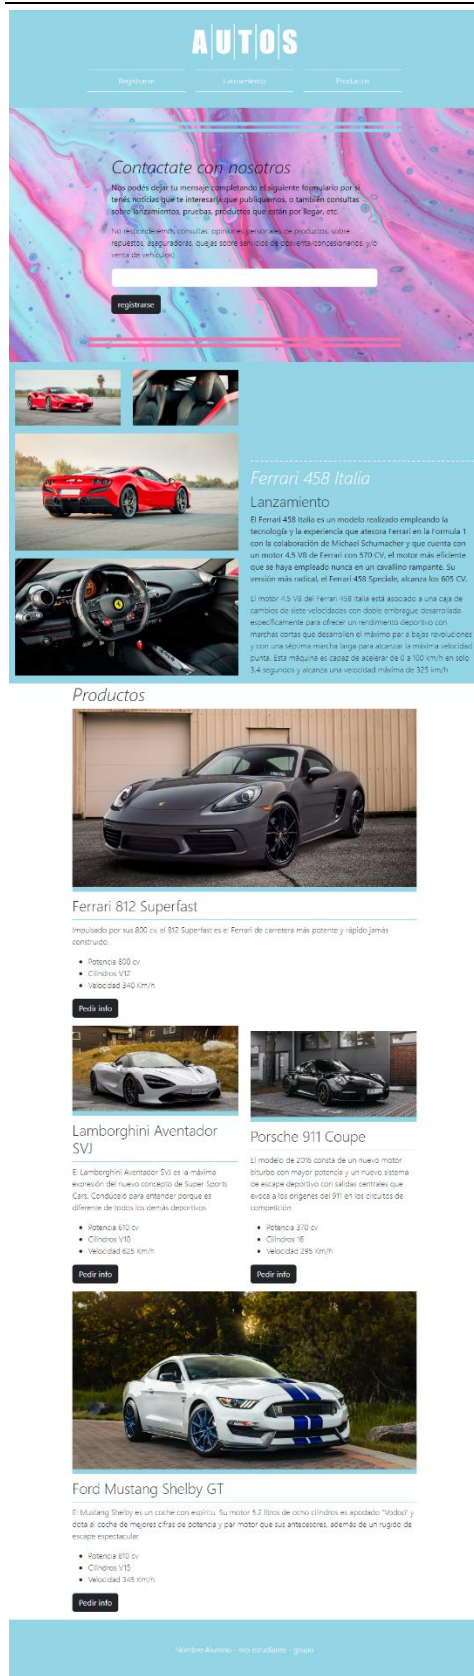 AUTOS
Registrarse Lanzamiento Productos
Contactate con nosotros
Nos podés dejar tu mensaje completando el siguiente formulario por si
tenés noticias que te interesaría que publiquemos, o también consultas
sobre lanzamientos, pruebas, productos que están por llegar, etc.
No responderemos consultas: opiniones personales de productos, sobre
repuestos, aseguradoras, quejas sobre servicios de posventa/concesionarios, y/o
venta de vehículos)
registrarse
Ferrari 458 Italia
Lanzamiento
El Ferrari 458 Italia es un modelo realizado empleando la
tecnología y la experiencia que atesora Ferrari en la Formula 1
con la colaboración de Michael Schumacher y que cuenta con
un motor 4.5 V8 de Ferrari con 570 CV, el motor más eficiente
que se haya empleado nunca en un cavallino rampante. Su
versión más radical, el Ferrari 458 Speciale, alcanza los 605 CV.
El motor 4.5 V8 del Ferrari 458 Italia está asociado a una caja de
cambios de siete velocidades con doble embrague desarrollada
específicamente para ofrecer un rendimiento deportivo con
marchas cortas que desarrollen el máximo par a bajas revoluciones
y con una séptima marcha larga para alcanzar la máxima velocidad
punta. Esta máquina es capaz de acelerar de 0 a 100 km/h en solo
3,4 segundos y alcanza una velocidad máxima de 325 km/h.
Productos
Ferrari 812 Superfast
Impulsado por sus 800 cv, el 812 Superfast es el Ferrari de carretera más potente y rápido jamás
construido.
• Potencia 800 cv
• Cilindros V12
• Velocidad 340 Km/h
Pedir info
Lamborghini Aventador
SVJ
El Lamborghini Aventador SVJ es la máxima
expresión del nuevo concepto de Super Sports
Cars. Condúcelo para entender porque es
diferente de todos los demás deportivos.
• Potencia 610 cv
• Cilindros V10
• Velocidad 625 Km/h
Pedir info
Porsche 911 Coupe
El modelo de 2016 consta de un nuevo motor
biturbo con mayor potencia y un nuevo sistema
de escape deportivo con salidas centrales que
evoca a los orígenes del 911 en los circuitos de
competición
• Potencia 370 cv
• Cilindros 16
• Velocidad 295 Km/h
Pedir info
Ford Mustang Shelby GT
El Mustang Shelby es un coche con espíritu. Su motor 5.2 litros de ocho cilindros es apodado "Vodoo" y
dota al coche de mejores cifras de potencia y par motor que sus antecesores, además de un rugido de
escape espectacular.
• Potencia 810 cv
• Cilindros V15
• Velocidad 345 Km/h
Pedir info
Nombre Alumno - nro estudiante - grupo